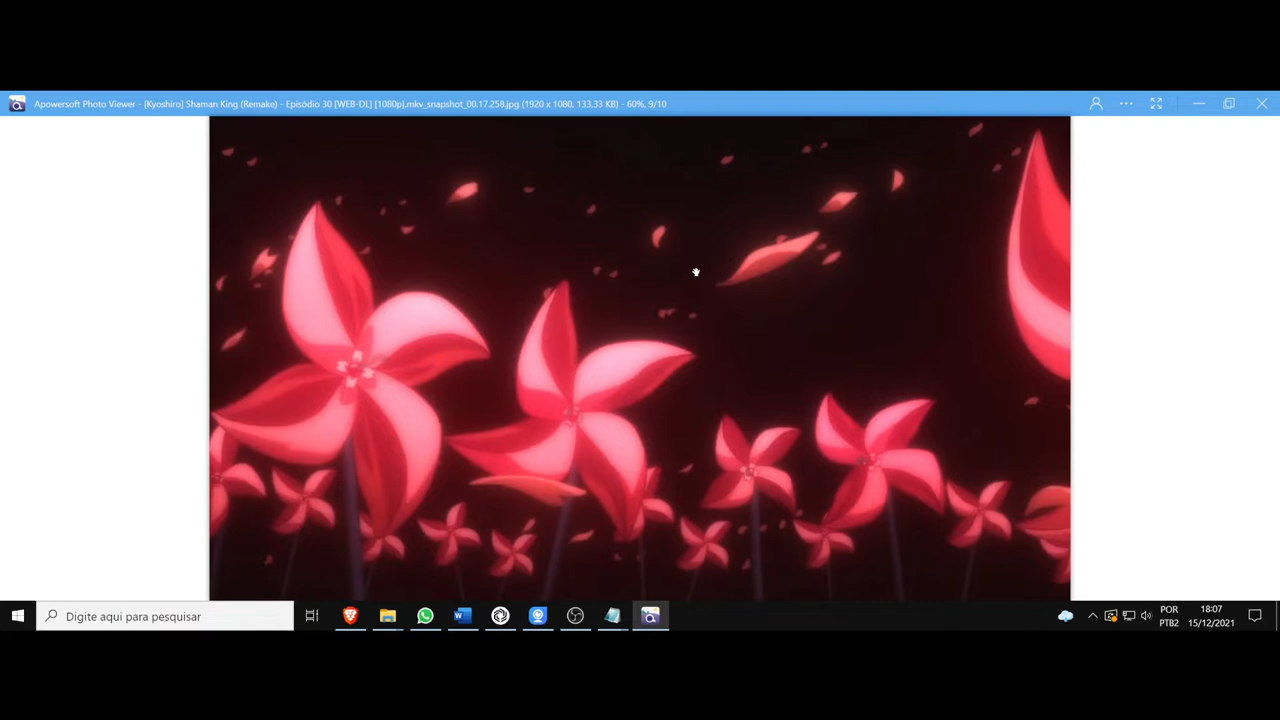 Apowersoft Photo Viewer - [Kyoshiro] Shaman King (Remake) - Episódio 30 [WEB-DL] [1080p].mkv_snapshot_00.17.258.jpg (1920 x 1080, 133,33 KB) - 60%, 9/10
Digite aqui para pesquisar
POR
PTB2
18:07
15/12/2021